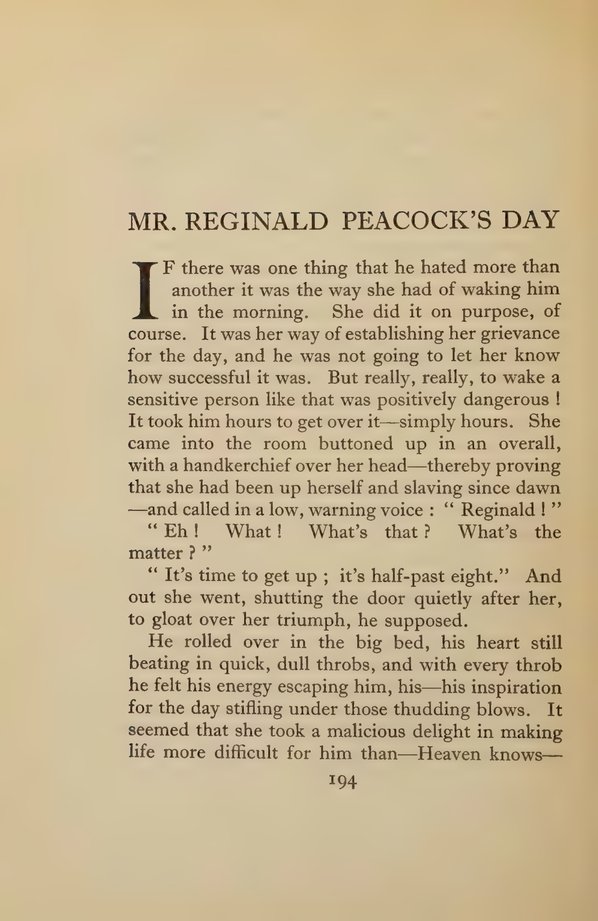 MR. REGINALD PEACOCK'S DAY
IF there was one thing that he hated more than
another it was the way she had of waking him
in the morning. She did it on purpose, of
course. It was her way of establishing her grievance
for the day, and he was not going to let her know
how successful it was. But really, really, to wake a
sensitive person like that was positively dangerous !
It took him hours to get over it—simply hours. She
came into the room buttoned up in an overall,
with a handkerchief over her head—thereby proving
that she had been up herself and slaving since dawn
—and called in a low, warning voice : “ Reginald ! ”
“ Eh ! What ! What's that ? What's the
matter ? ”
“ It's time to get up ; it's half-past eight.” And
out she went, shutting the door quietly after her,
to gloat over her triumph, he supposed.
He rolled over in the big bed, his heart still
beating in quick, dull throbs, and with every throb
he felt his energy escaping him, his—his inspiration
for the day stifling under those thudding blows. It
seemed that she took a malicious delight in making
life more difficult for him than—Heaven knows—
194